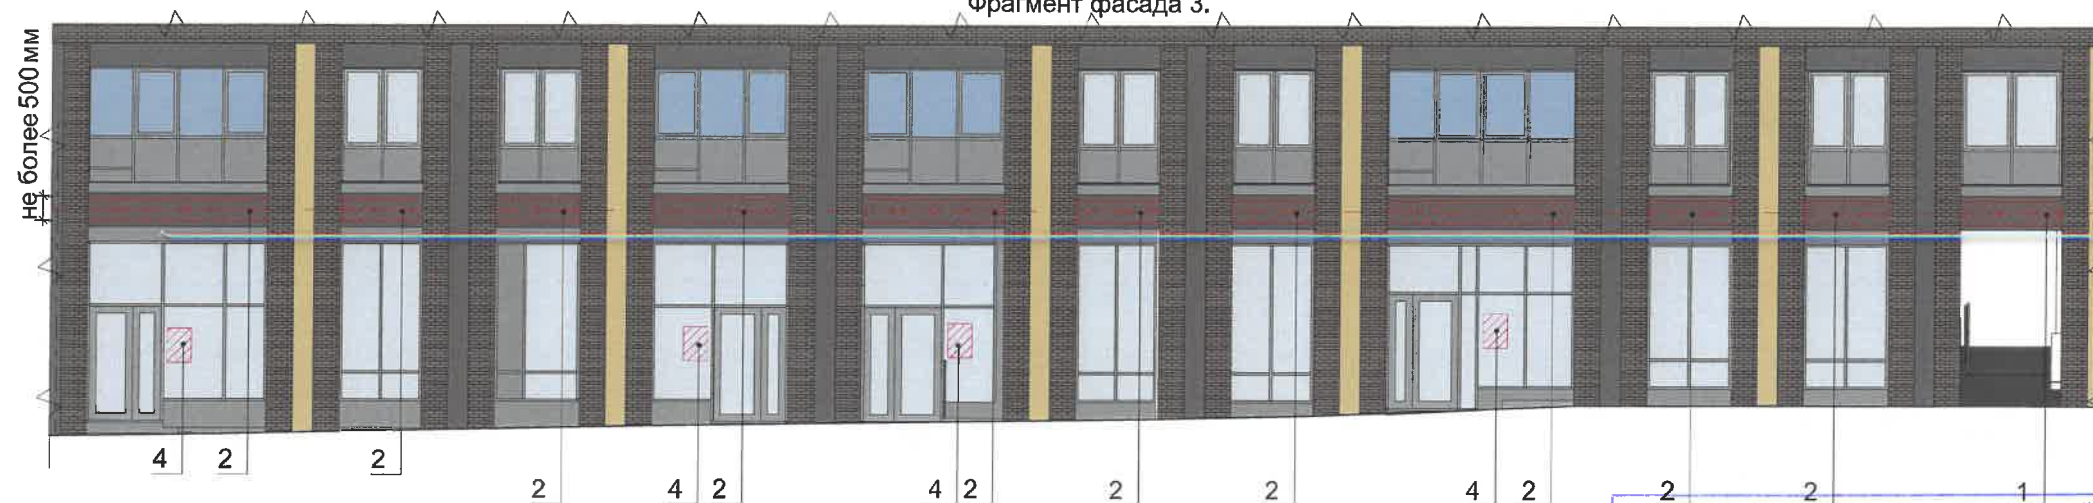 Фрагмент фасада 3.
не более 500 мм
4 2 2
2 4 2 4 2 2 2 4 2 2 2 1